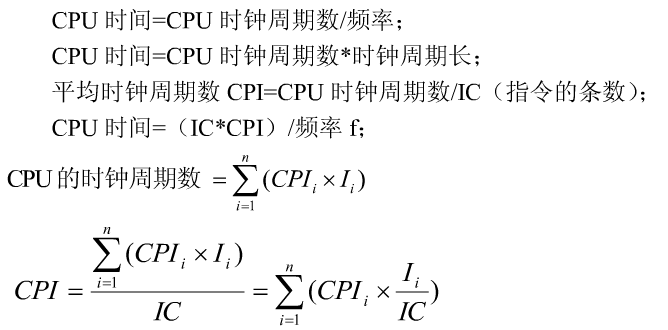 CPU 时间=CPU 时钟周期数/频率；
CPU 时间=CPU 时钟周期数*时钟周期长；
平均时钟周期数 CPI=CPU 时钟周期数/IC（指令的条数）；
CPU 时间=（IC*CPI）/频率 f；
CPU的时钟周期数 = \sum_{i=1}^{n}(CPI_i × I_i)
CPI = \frac{\sum_{i=1}^{n}(CPI_i × I_i)}{IC} = \sum_{i=1}^{n}(CPI_i × \frac{I_i}{IC})